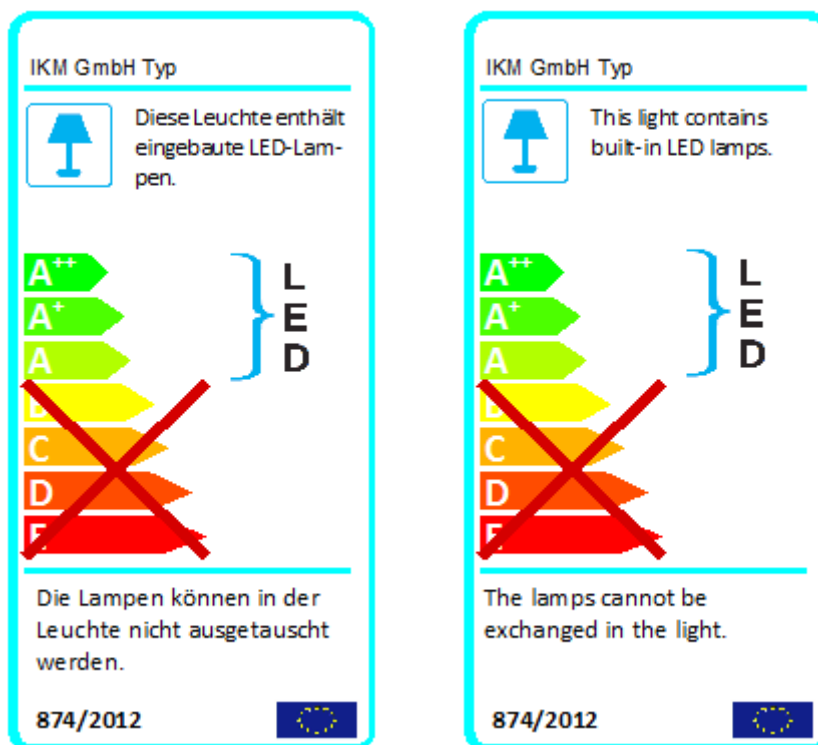 IKM GmbH Typ
Diese Leuchte enthält
eingebaute LED-Lam-
pen.
A++
A+
A
B
C
D
E
L
E
D
Die Lampen können in der
Leuchte nicht ausgetauscht
werden.
874/2012
IKM GmbH Typ
This light contains
built-in LED lamps.
A++
A+
A
B
C
D
E
L
E
D
The lamps cannot be
exchanged in the light.
874/2012